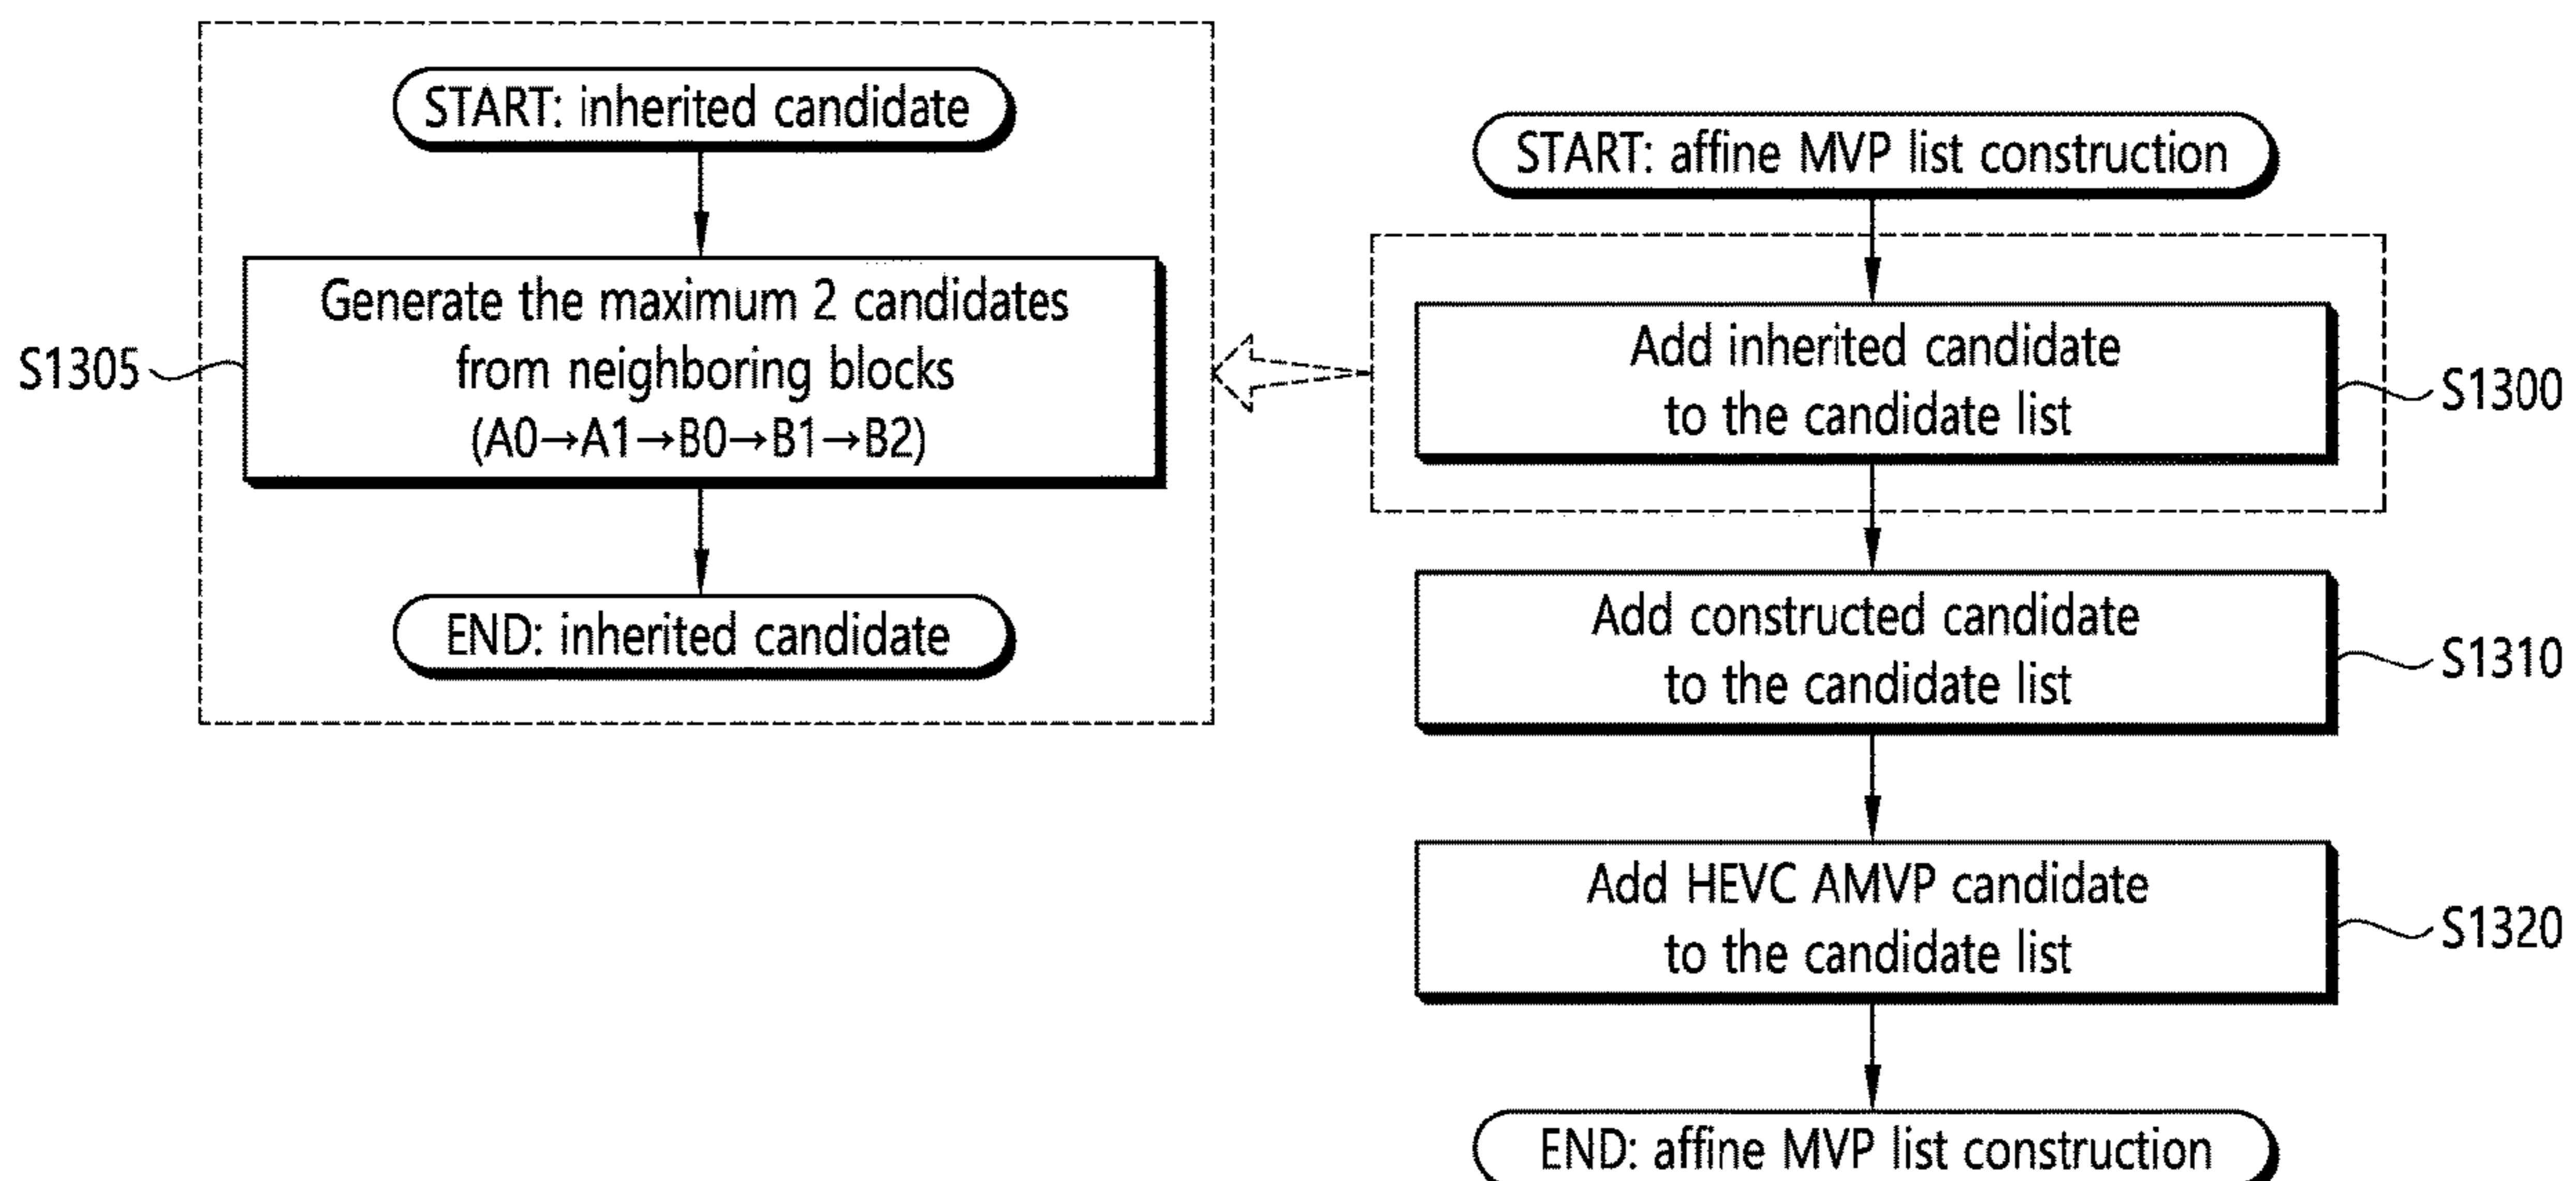 START: inherited candidate
S1305
Generate the maximum 2 candidates
from neighboring blocks
(A0→A1→B0→B1→B2)
END: inherited candidate
START: affine MVP list construction
Add inherited candidate
to the candidate list
S1300
Add constructed candidate
to the candidate list
S1310
Add HEVC AMVP candidate
to the candidate list
S1320
END: affine MVP list construction